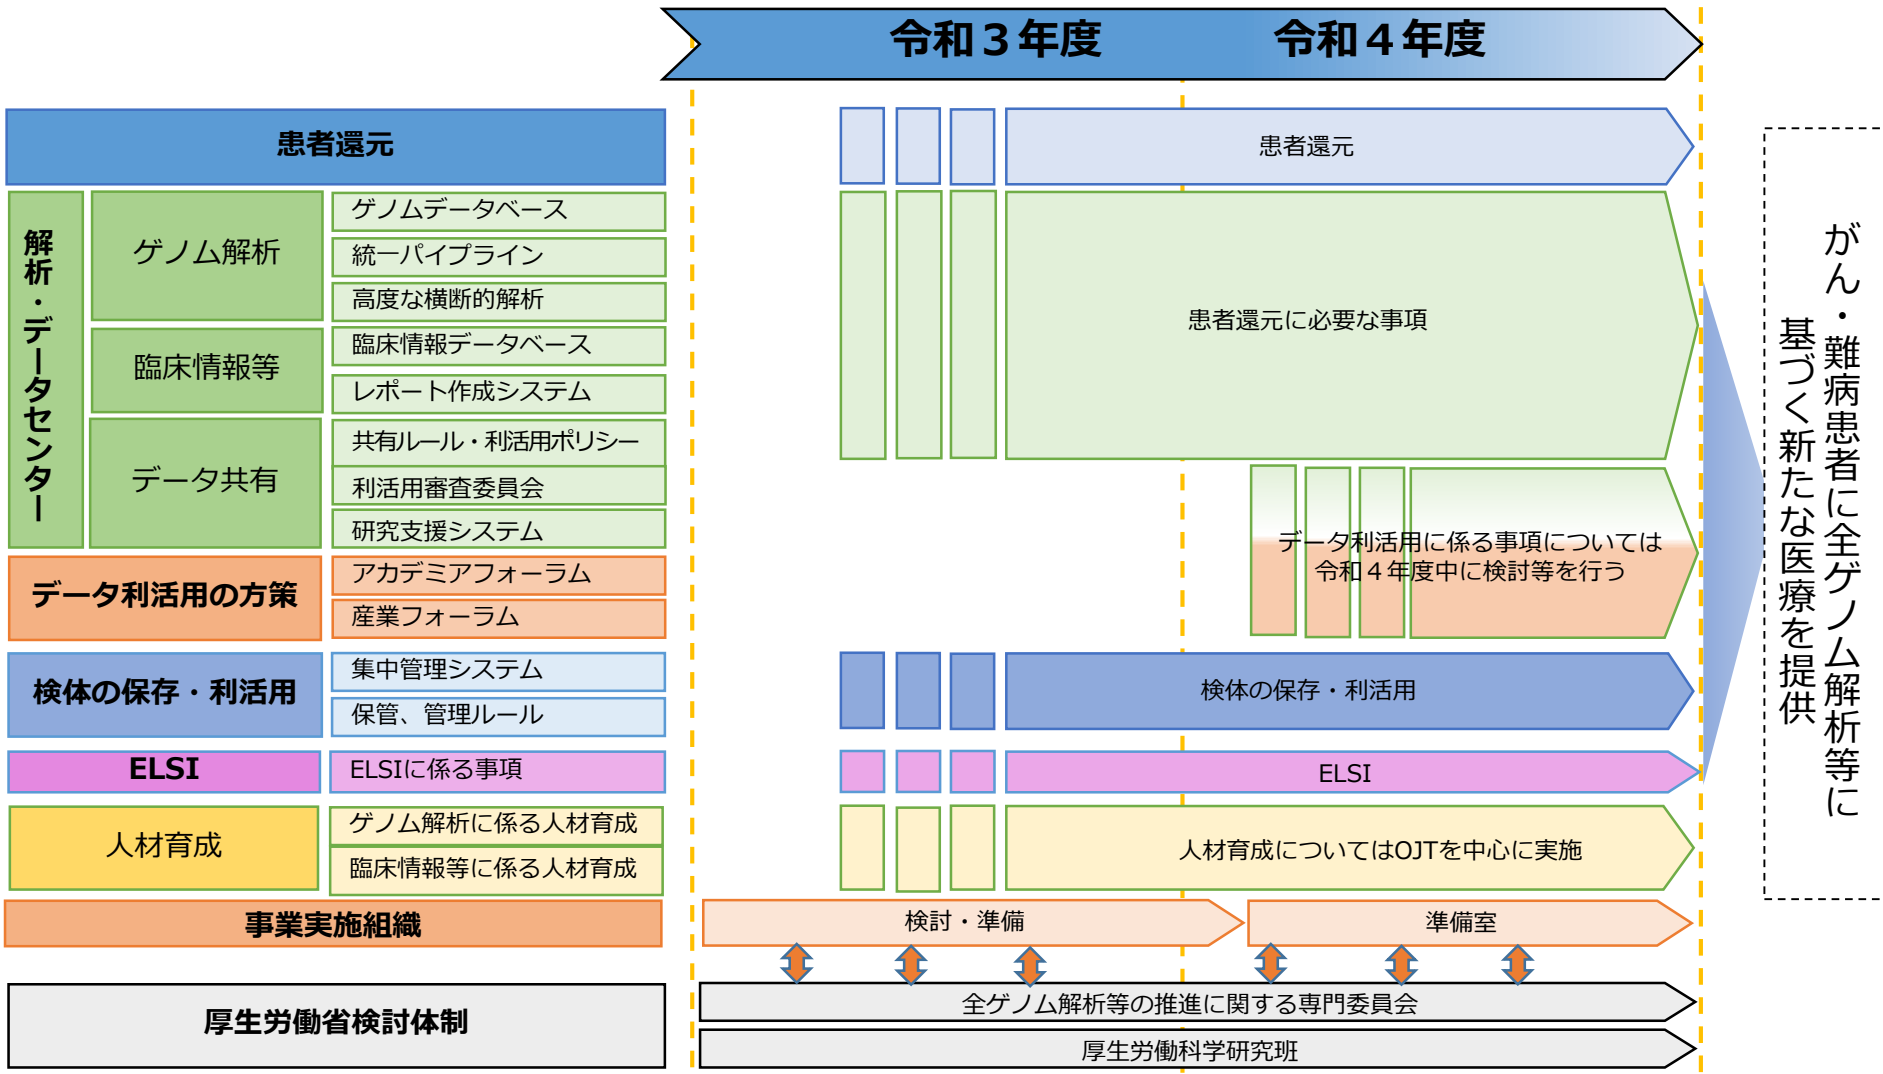 令和３年度
令和４年度
患者還元
患者還元
解析・データセンター
ゲノム解析
ゲノムデータベース
統一パイプライン
高度な横断的解析
臨床情報等
臨床情報データベース
レポート作成システム
データ共有
共有ルール・利活用ポリシー
利活用審査委員会
研究支援システム
患者還元に必要な事項
データ利活用の方策
アカデミアフォーラム
産業フォーラム
データ利活用に係る事項については
令和４年度中に検討等を行う
検体の保存・利活用
集中管理システム
保管、管理ルール
検体の保存・利活用
ELSI
ELSIに係る事項
ELSI
人材育成
ゲノム解析に係る人材育成
臨床情報等に係る人材育成
人材育成についてはOJTを中心に実施
事業実施組織
検討・準備
準備室
厚生労働省検討体制
全ゲノム解析等の推進に関する専門委員会
厚生労働科学研究班
がん・難病患者に全ゲノム解析等に
基づく新たな医療を提供